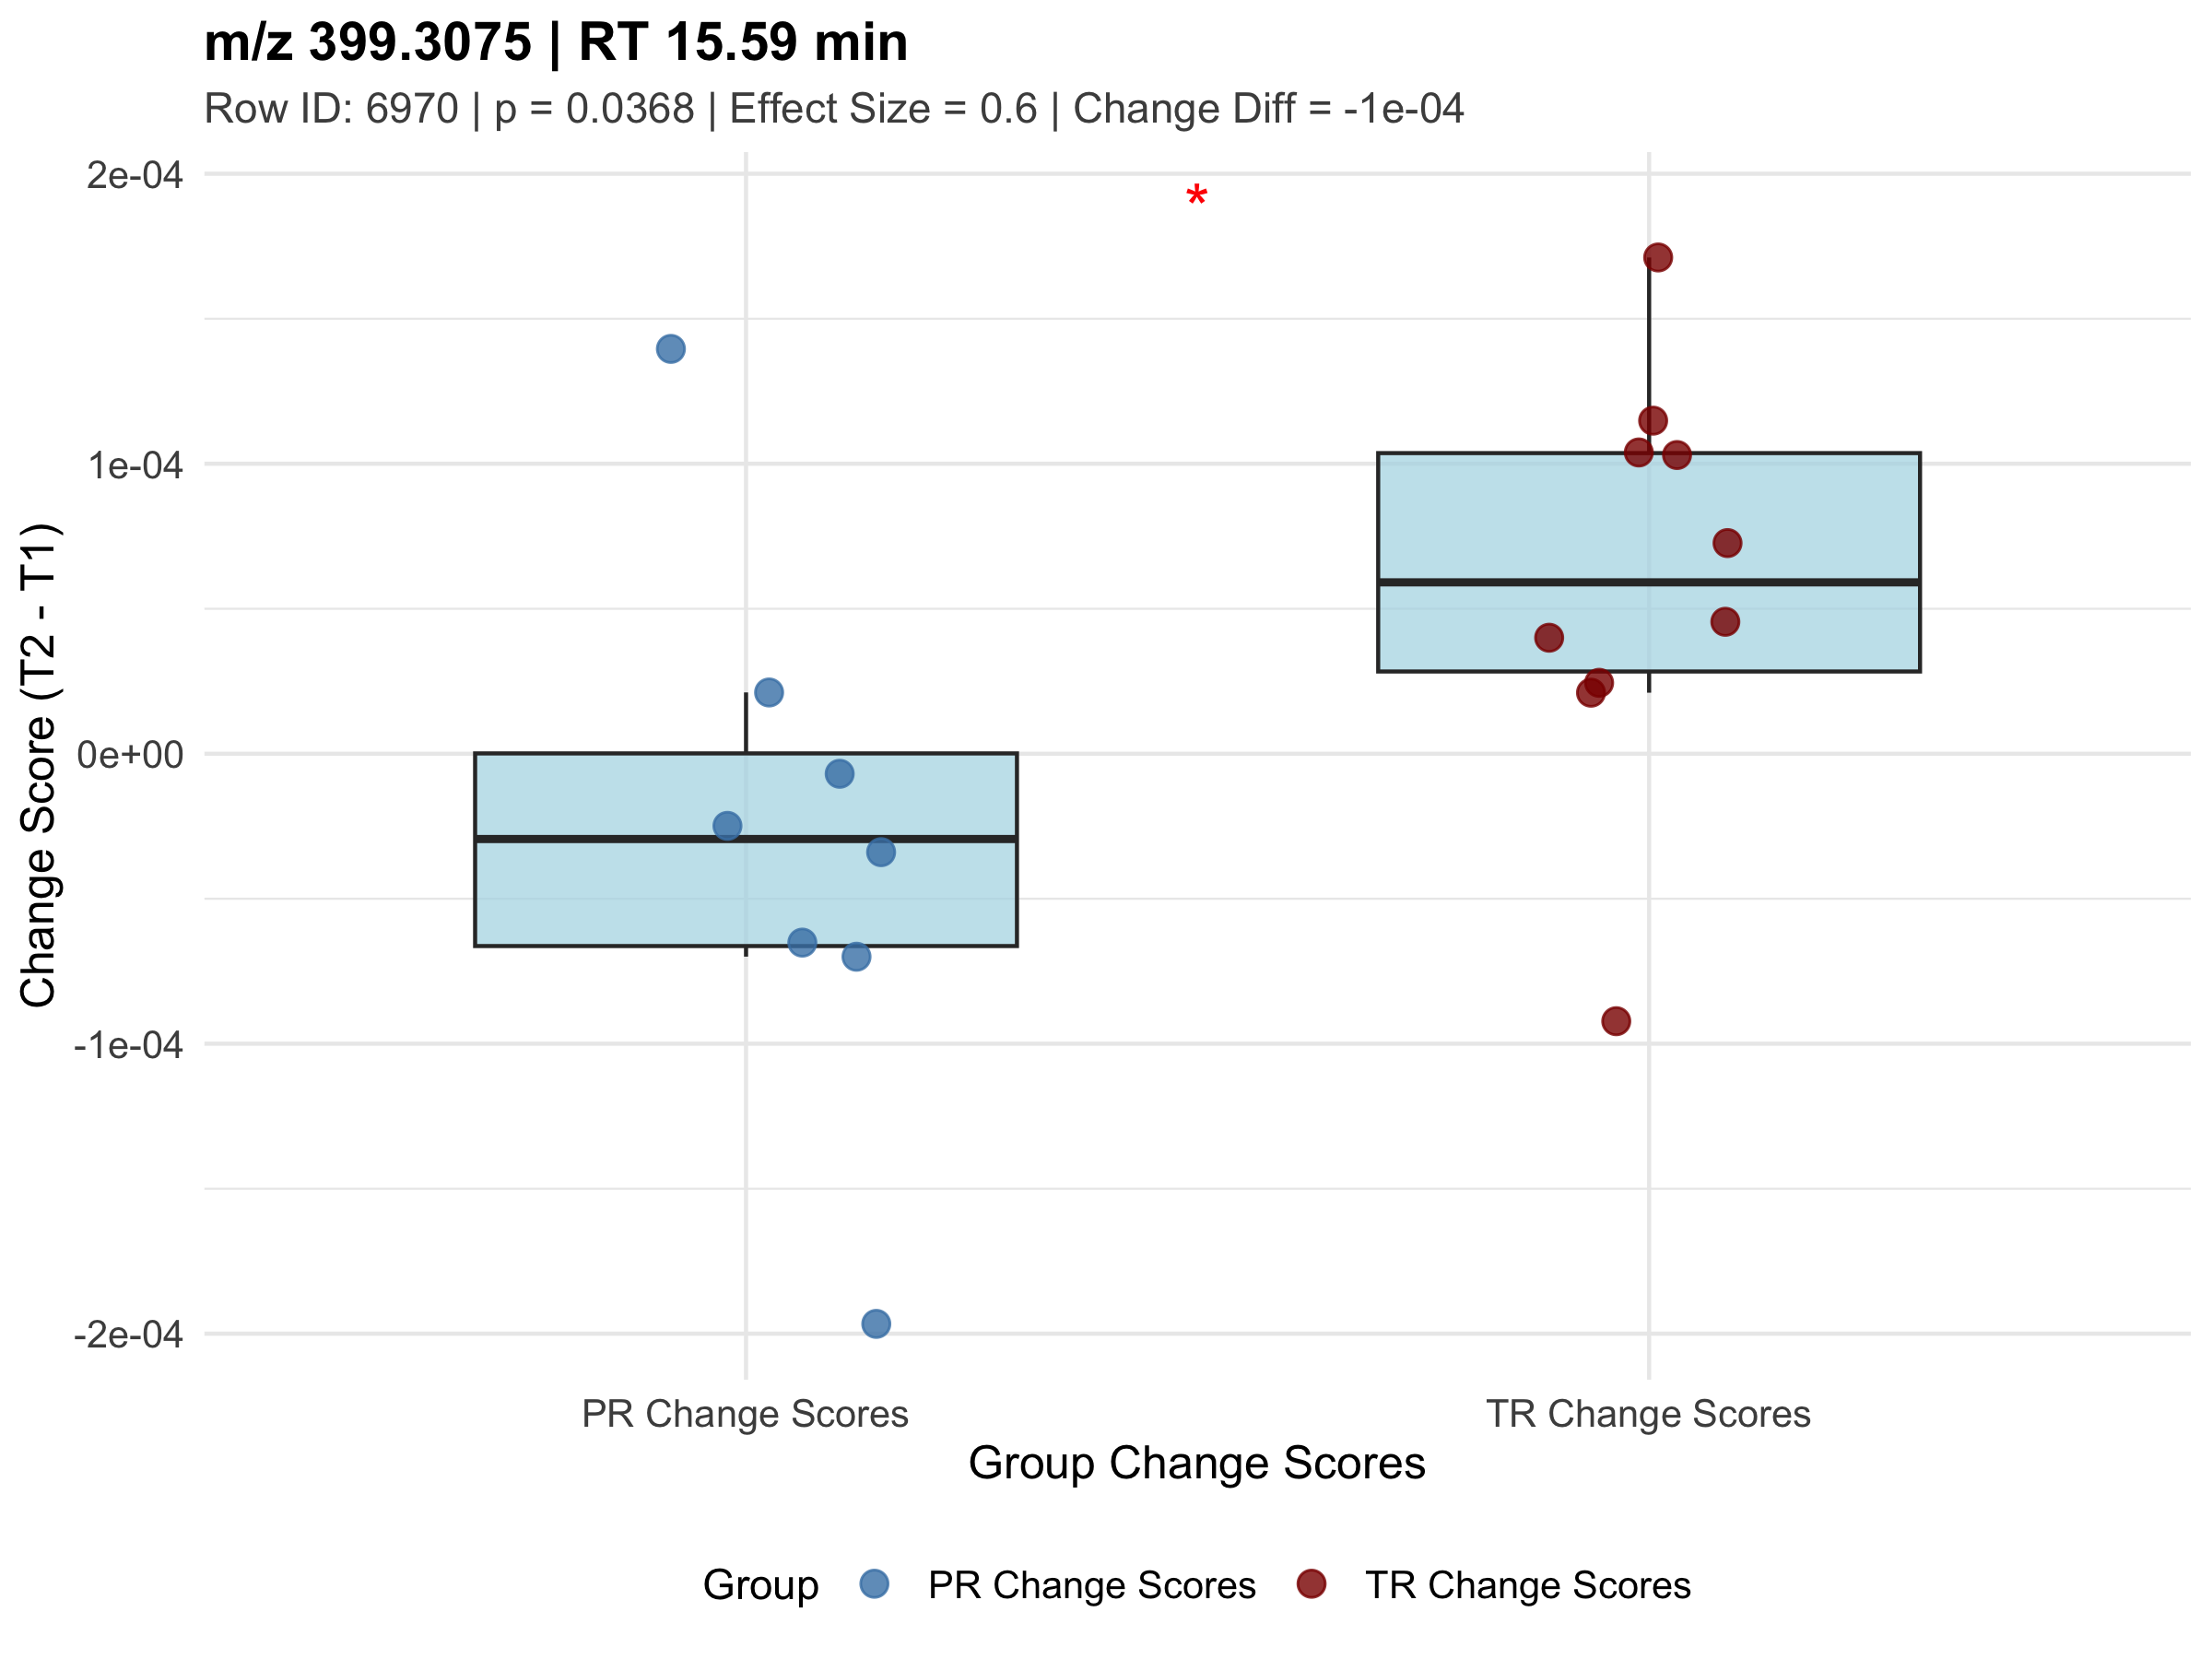 m/z 399.3075 | RT 15.59 min
Row ID: 6970 | p = 0.0368 | Effect Size = 0.6 | Change Diff = -1e-04
Change Score (T2 - T1)
2e-04
1e-04
0e+00
-1e-04
-2e-04
*
PR Change Scores
TR Change Scores
Group Change Scores
Group
PR Change Scores
TR Change Scores